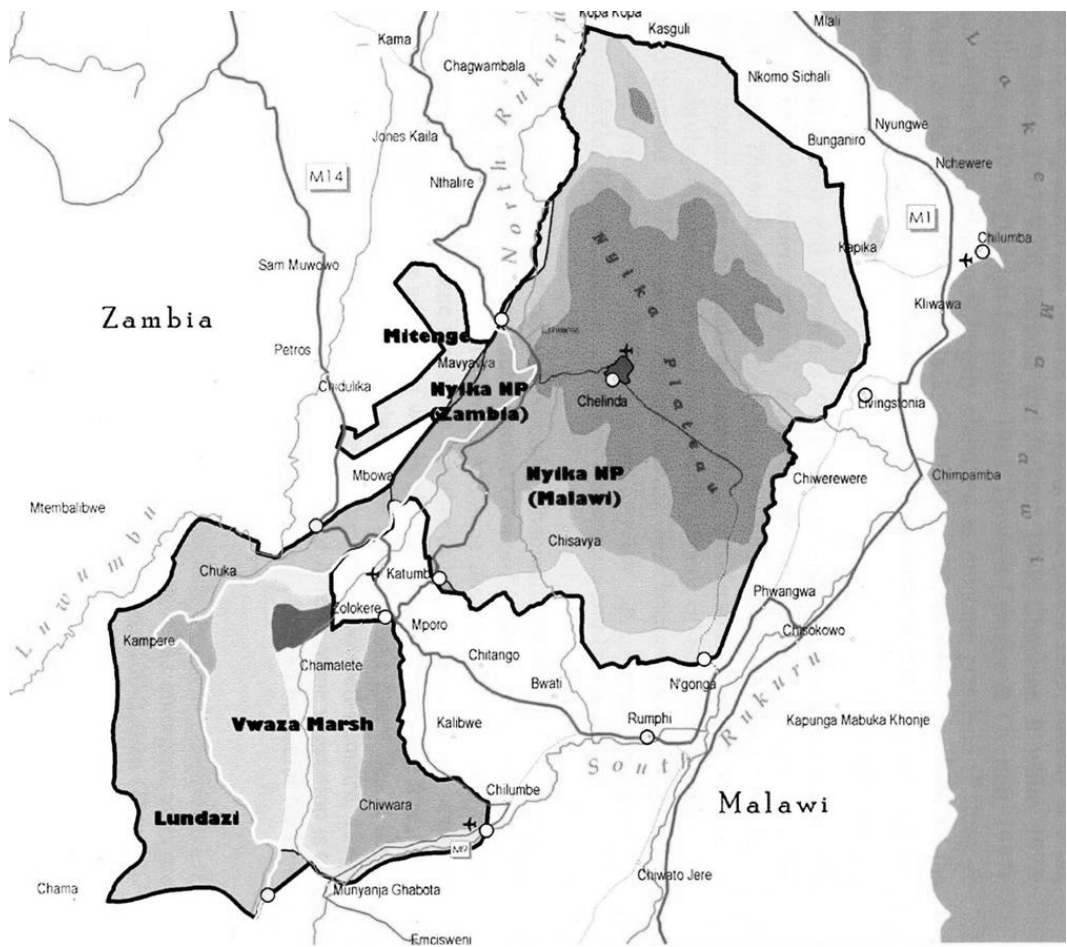 Kopa Kopa
Kasguli
Mlali
Kama
Chagwambala
Nkomo Sichali
Nyungwe
Jones Kaila
Bunganiro
Nchewere
M14
Nthalire
M1
North Rukuru
Kapika
Chilumba
Sam Muwowo
Kliwawa
Zambia
Nyika Plateau
Lake Malawi
Mitenge
Petros
Mavyavya
Chidulika
Nyika NP
(Zambia)
Chelinda
Livingstonia
Mbowa
Nyika NP
(Malawi)
Chiwerewere
Chimpamba
Mtembalibwe
Luwumbu
Chisavya
Chuka
Katumb
Phwangwa
Zolokere
Mporo
Chisokowo
Kampere
Chitango
Chamatete
Bwati
N'gonga
Vwaza Marsh
Kalibwe
Rumphi
Kapunga Mabuka Khonje
South Rukuru
Chilumbe
Malawi
Lundazi
Chivwara
M9
Chiwato Jere
Chama
Munyanja Ghabota
Emcisweni